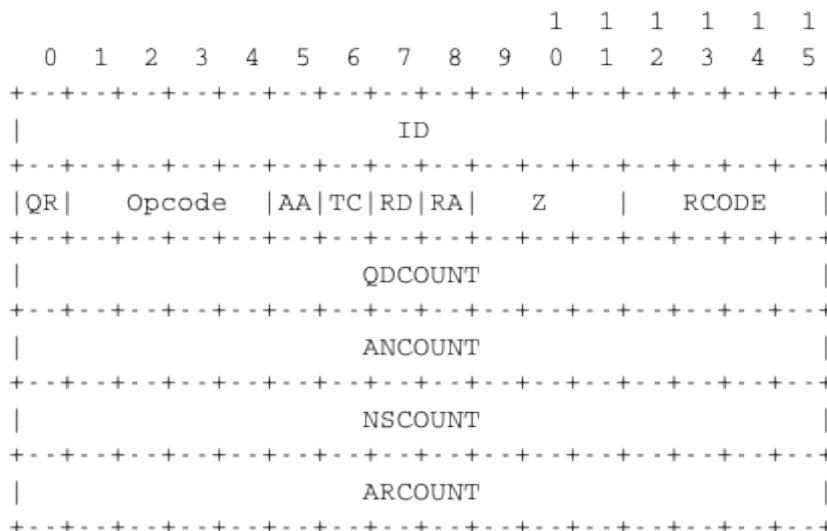 1 1 1 1 1 1
0 1 2 3 4 5 6 7 8 9 0 1 2 3 4 5
+--+--+--+--+--+--+--+--+--+--+--+--+--+--+--+--+
| ID |
+--+--+--+--+--+--+--+--+--+--+--+--+--+--+--+--+
|QR| Opcode |AA|TC|RD|RA| Z | RCODE |
+--+--+--+--+--+--+--+--+--+--+--+--+--+--+--+--+
| QDCOUNT |
+--+--+--+--+--+--+--+--+--+--+--+--+--+--+--+--+
| ANCOUNT |
+--+--+--+--+--+--+--+--+--+--+--+--+--+--+--+--+
| NSCOUNT |
+--+--+--+--+--+--+--+--+--+--+--+--+--+--+--+--+
| ARCOUNT |
+--+--+--+--+--+--+--+--+--+--+--+--+--+--+--+--+